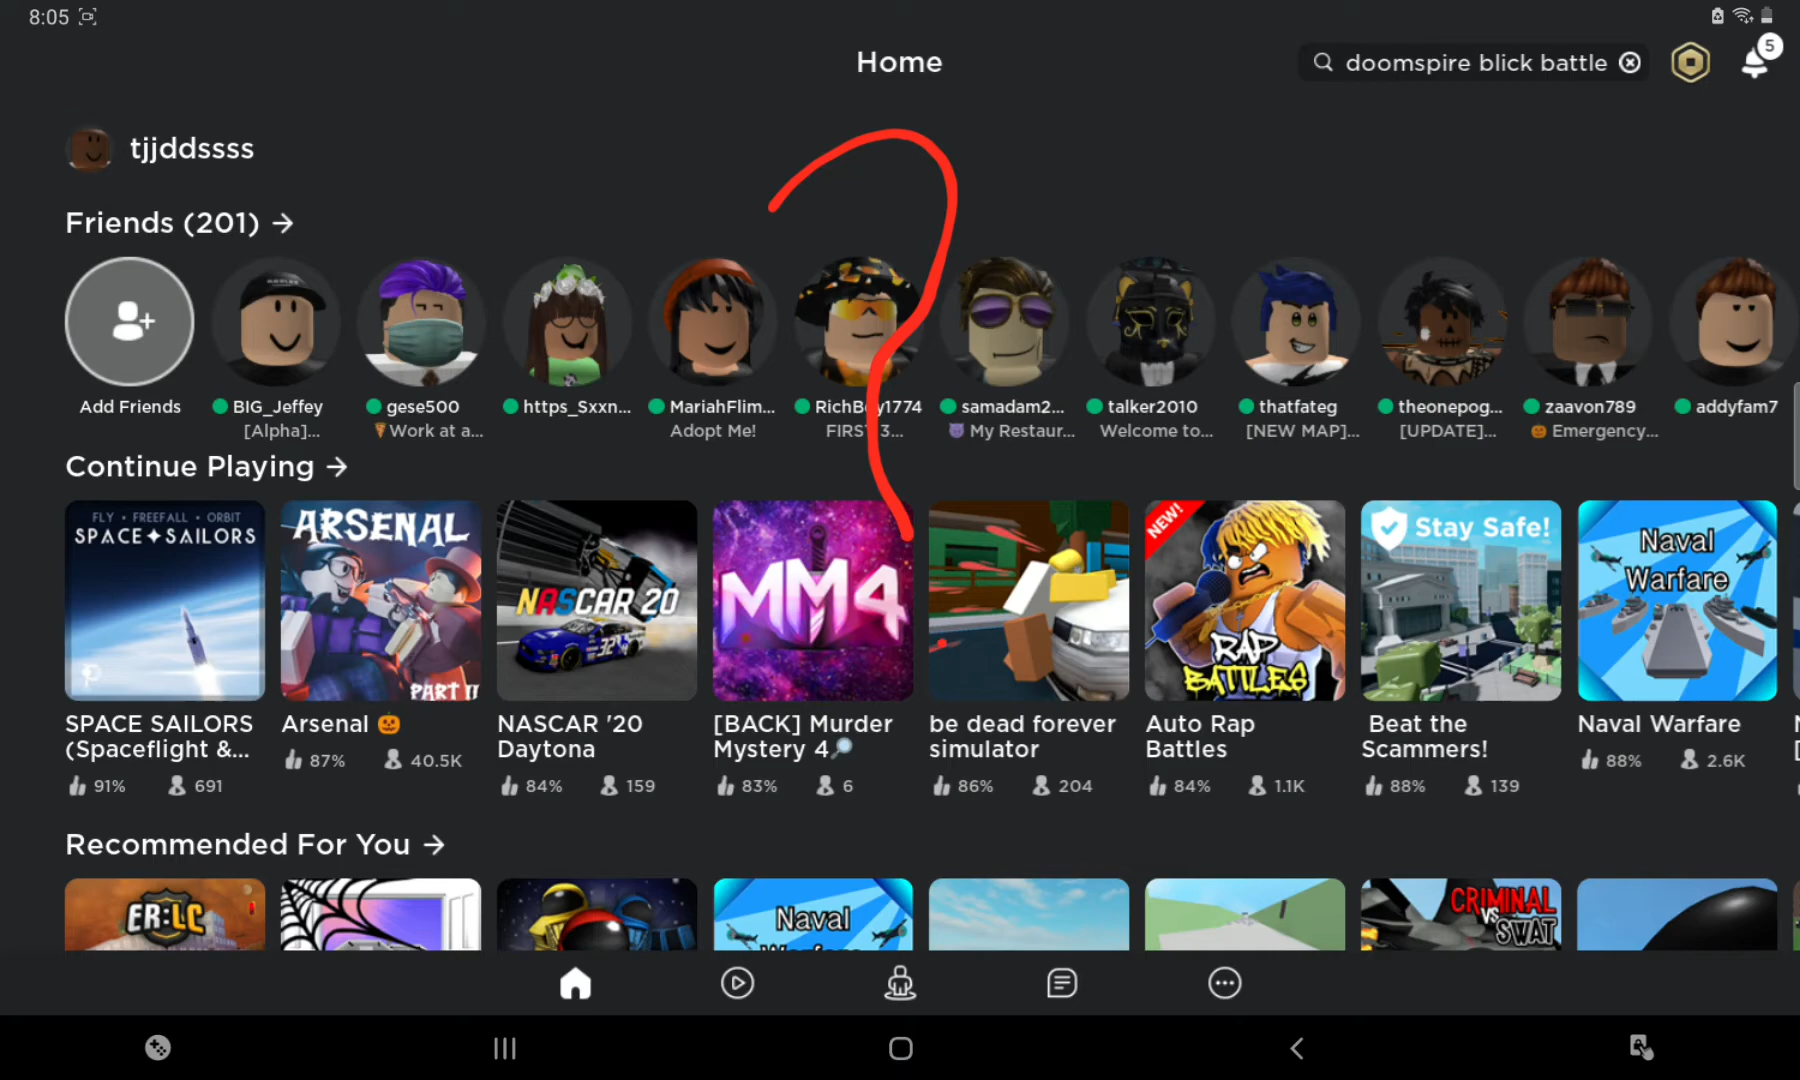 8:05
Home
doomspire blick battle
5
tjjddssss
Friends (201) →
Add Friends
BIG_Jeffey
[Alpha]...
gese500
🍕Work at a...
https_Sxxn...
MariahFlim...
Adopt Me!
RichB y1774
FIRST 3...
samadam2...
😈 My Restaur...
talker2010
Welcome to...
thatfateg
[NEW MAP]...
theonepog...
[UPDATE]...
zaavon789
🎃 Emergency...
addyfam7
Continue Playing →
FLY • FREEFALL • ORBIT
SPACE✦SAILORS
ARSENAL
PART II
NASCAR 20
32
MM4
NEW!
RAP
BATTLES
Stay Safe!
Naval
Warfare
SPACE SAILORS
(Spaceflight &...
91% 691
Arsenal 🎃
87% 40.5K
NASCAR '20
Daytona
84% 159
[BACK] Murder
Mystery 4🔎
83% 6
be dead forever
simulator
86% 204
Auto Rap
Battles
84% 1.1K
Beat the
Scammers!
88% 139
Naval Warfare
88% 2.6K
Recommended For You →
ER:LC
Naval
Warfare
CRIMINAL
VS
SWAT